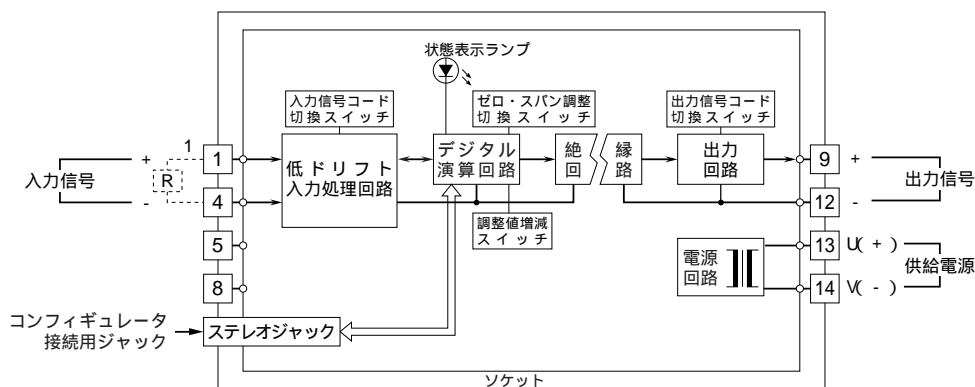 状態表示ランプ
入力信号コード
切換スイッチ
ゼロ・スパン調整
切換スイッチ
出力信号コード
切換スイッチ
入力信号
+
-
1
R
1
4
5
8
低ドリフト
入力処理回路
デジタル
演算回路
絶
回
縁
路
出力
回路
調整値増減
スイッチ
電源
回路
9
+
12
-
出力信号
13
U( + )
14
V( - )
供給電源
コンフィギュレータ
接続用ジャック
ステレオジャック
ソケット